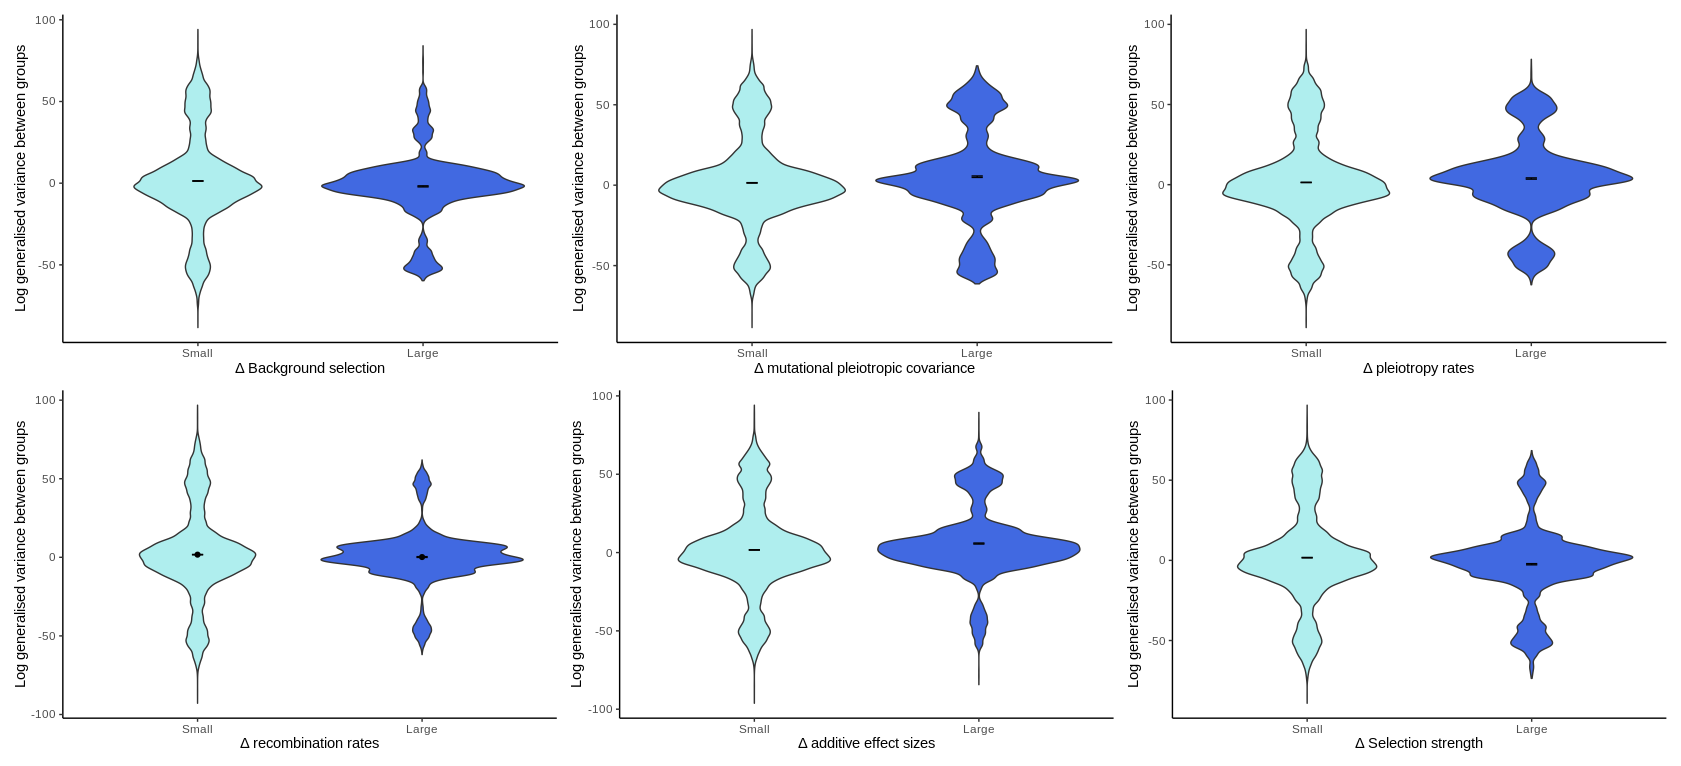 Log generalised variance between groups
100
50
0
-50
Small
Large
Δ Background selection
Log generalised variance between groups
100
50
0
-50
Small
Large
Δ mutational pleiotropic covariance
Log generalised variance between groups
100
50
0
-50
Small
Large
Δ pleiotropy rates
Log generalised variance between groups
100
50
0
-50
-100
Small
Large
Δ recombination rates
Log generalised variance between groups
100
50
0
-50
-100
Small
Large
Δ additive effect sizes
Log generalised variance between groups
100
50
0
-50
Small
Large
Δ Selection strength